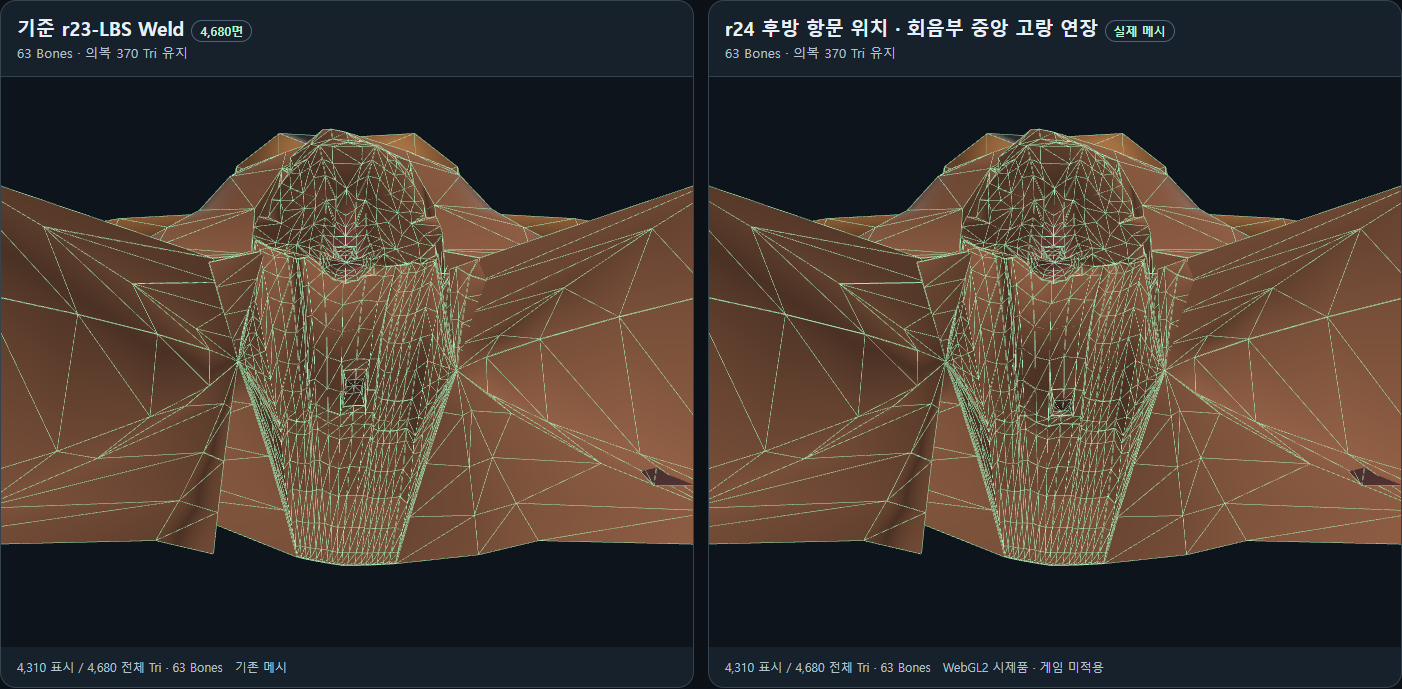 기준 r23-LBS Weld 4,680면
63 Bones · 의복 370 Tri 유지
4,310 표시 / 4,680 전체 Tri · 63 Bones 기존 메시
r24 후방 항문 위치 · 회음부 중앙 고랑 연장 실제 메시
63 Bones · 의복 370 Tri 유지
4,310 표시 / 4,680 전체 Tri · 63 Bones WebGL2 시제품 · 게임 미적용